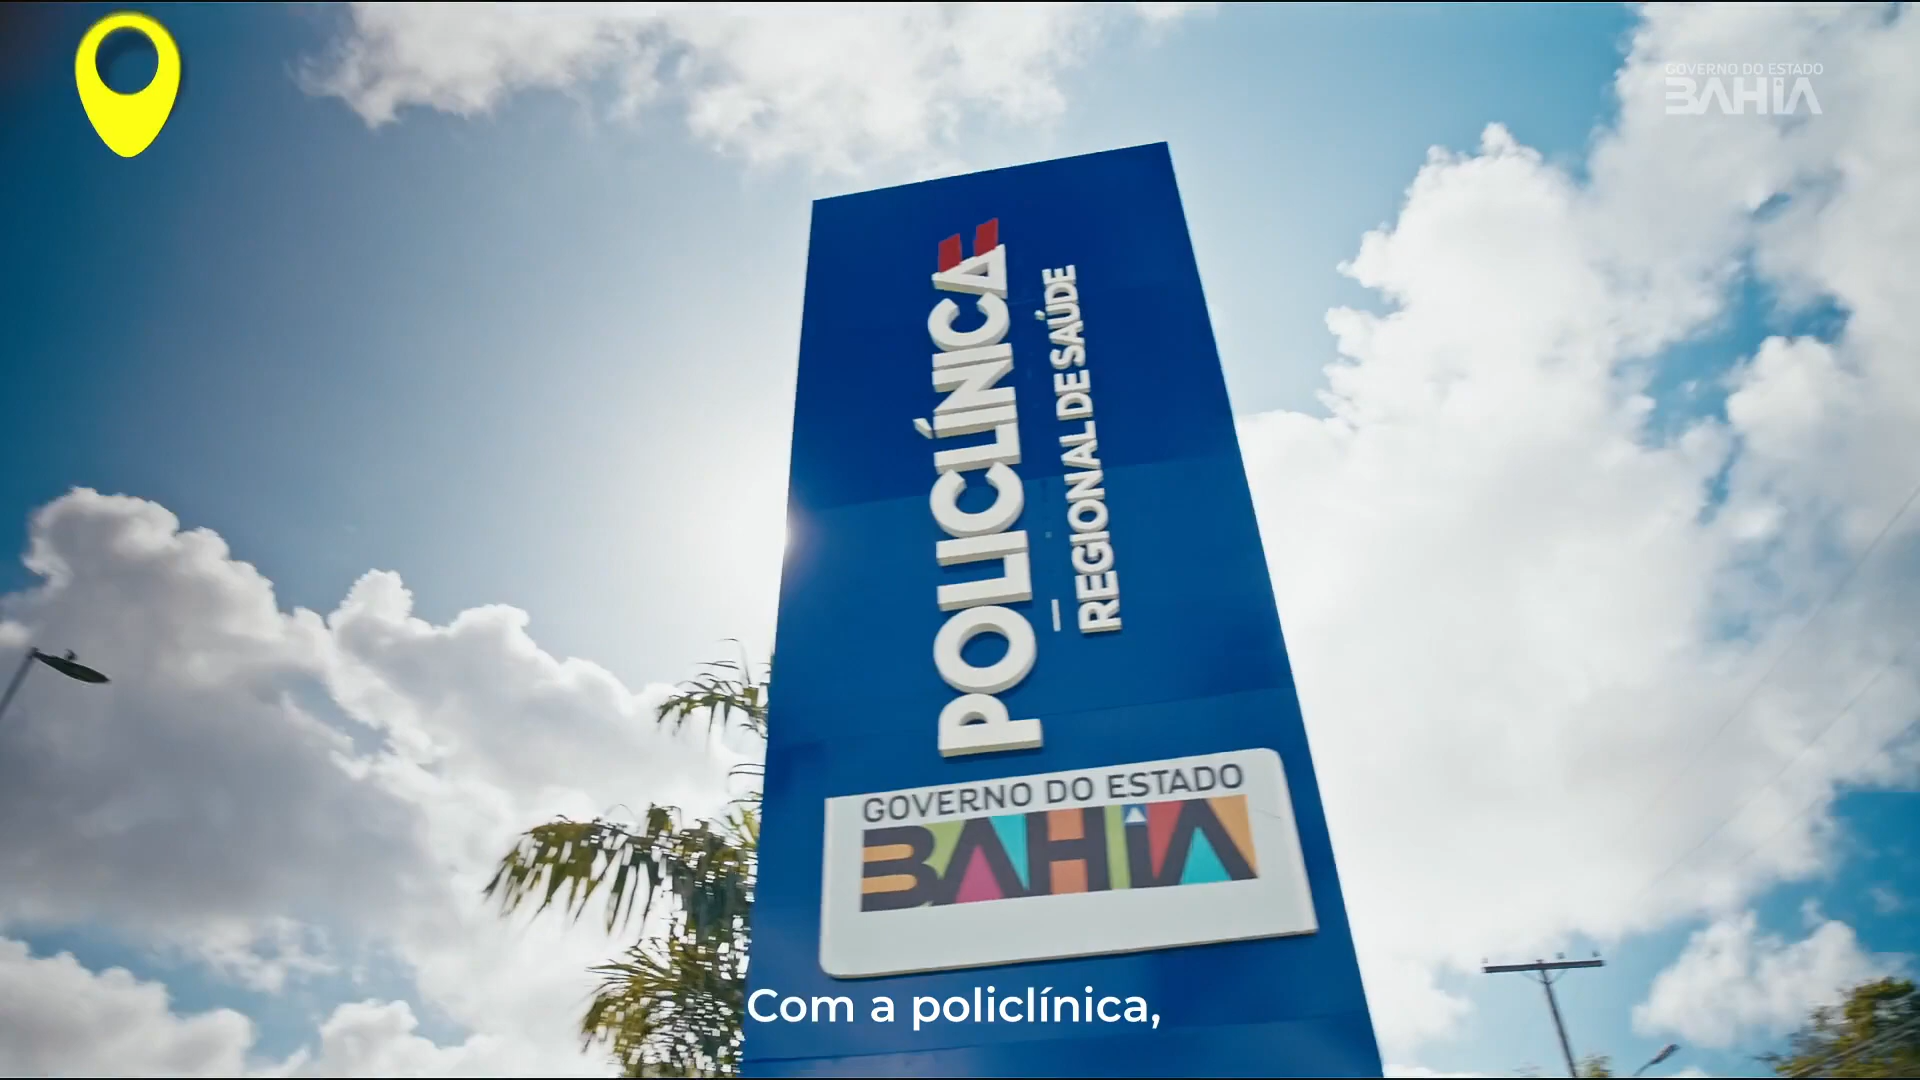 GOVERNO DO ESTADO
BAHIA
POLICLÍNICA
REGIONAL DE SAÚDE
GOVERNO DO ESTADO
BAHIA
Com a policlínica,